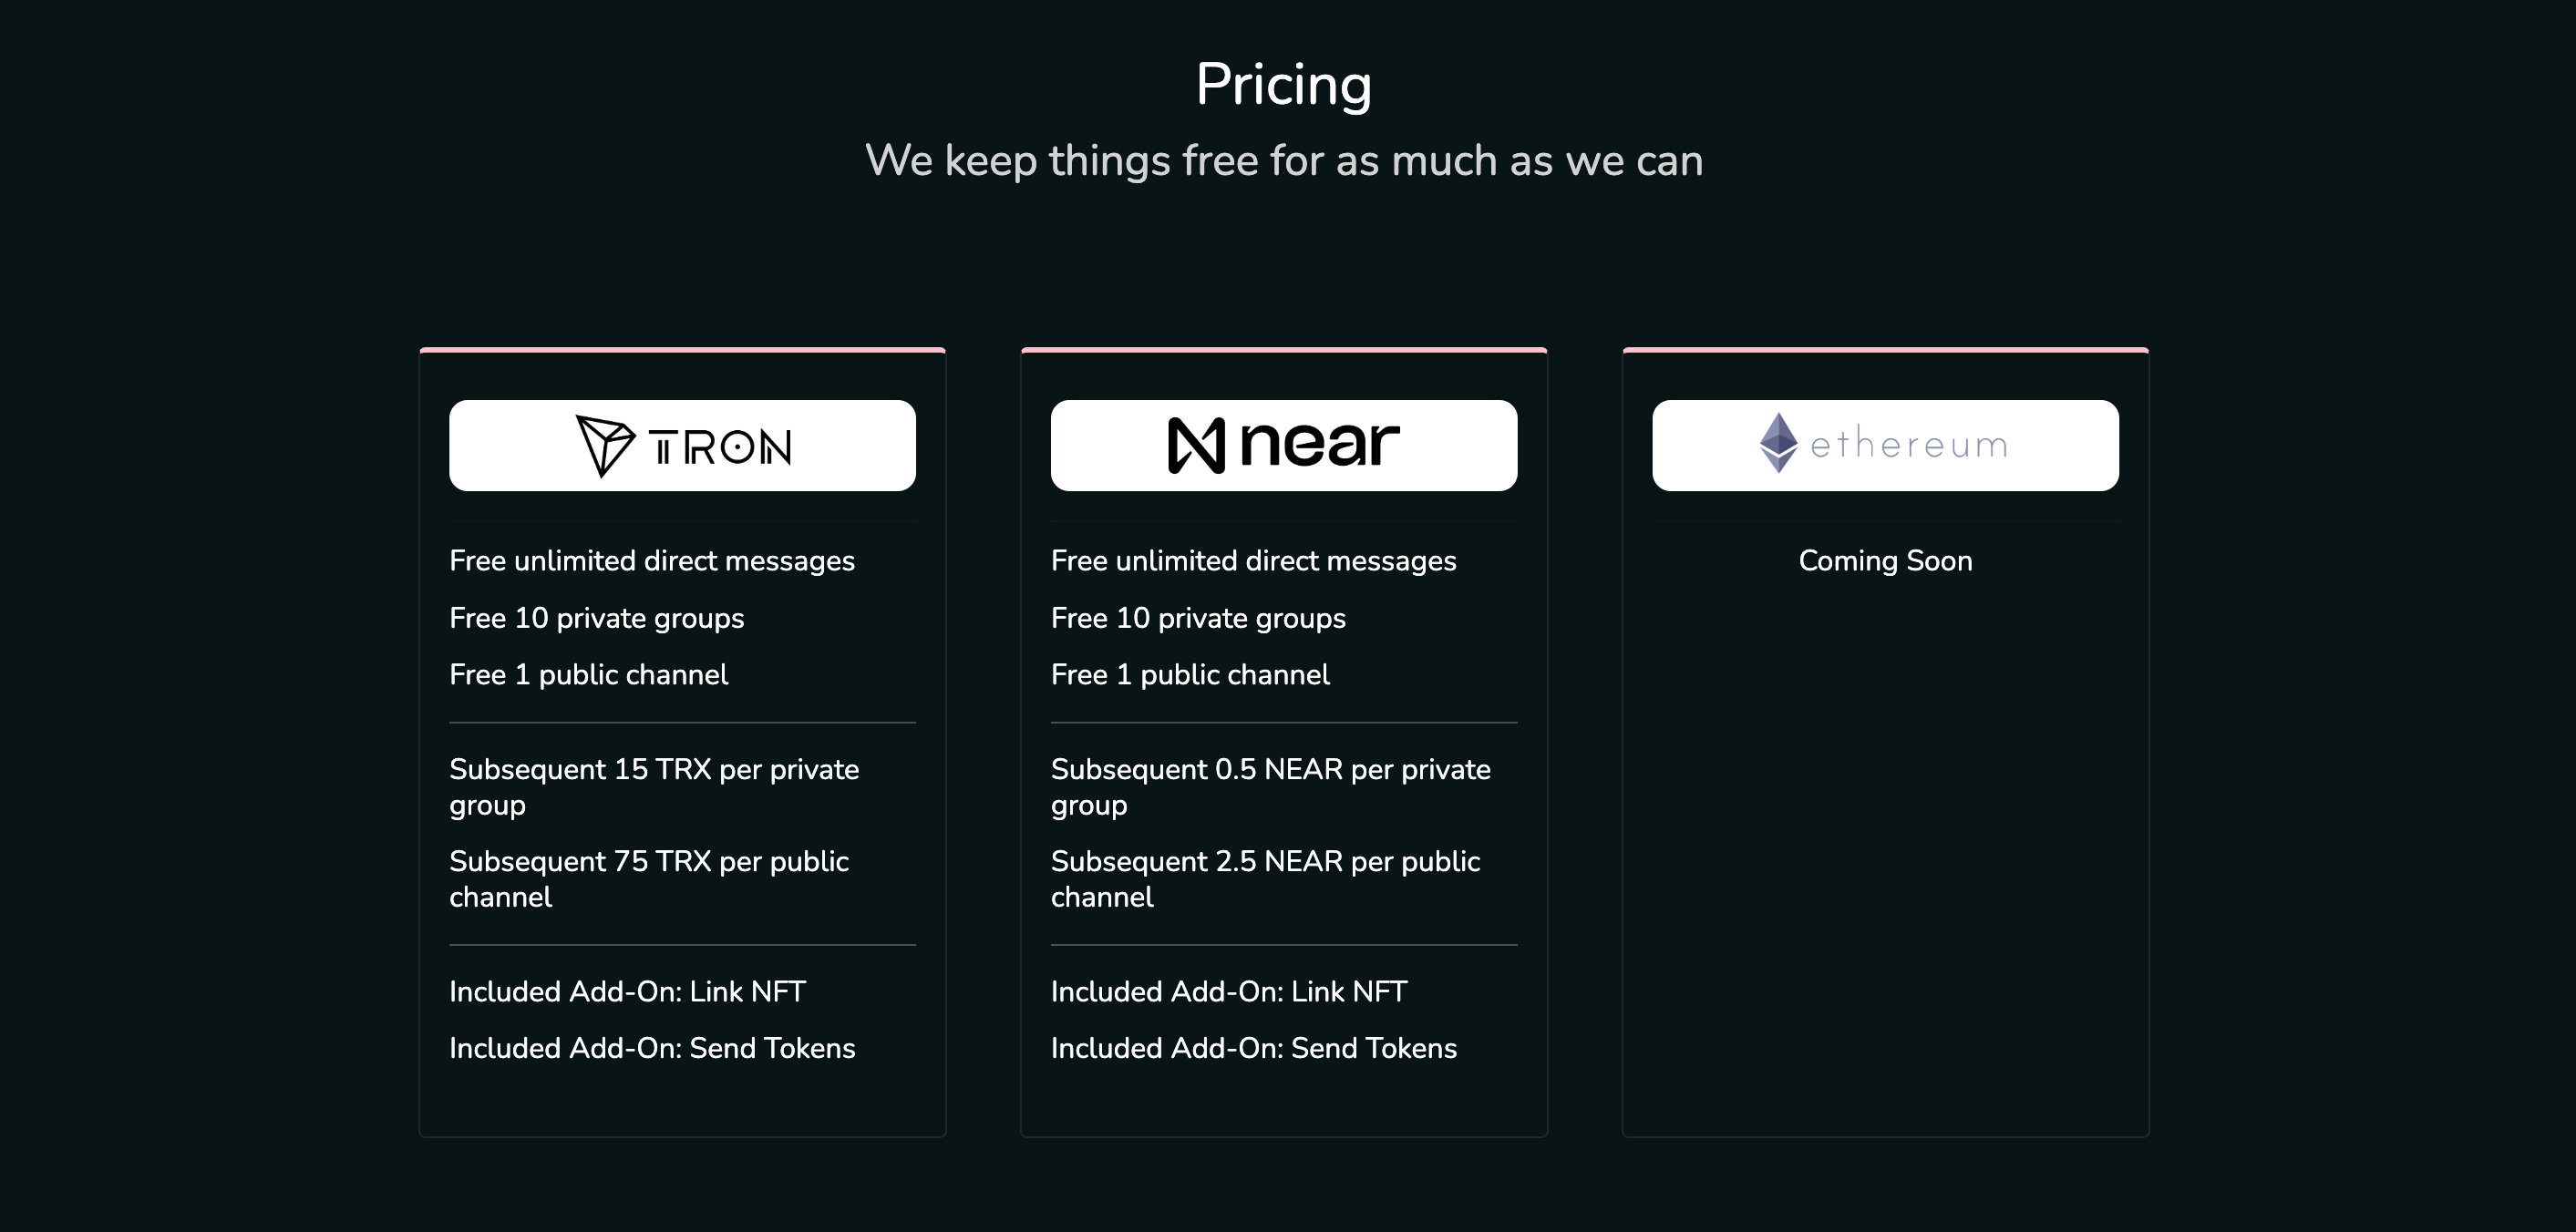 Pricing
We keep things free for as much as we can
TRON
Free unlimited direct messages
Free 10 private groups
Free 1 public channel
Subsequent 15 TRX per private
group
Subsequent 75 TRX per public
channel
Included Add-On: Link NFT
Included Add-On: Send Tokens
near
Free unlimited direct messages
Free 10 private groups
Free 1 public channel
Subsequent 0.5 NEAR per private
group
Subsequent 2.5 NEAR per public
channel
Included Add-On: Link NFT
Included Add-On: Send Tokens
ethereum
Coming Soon